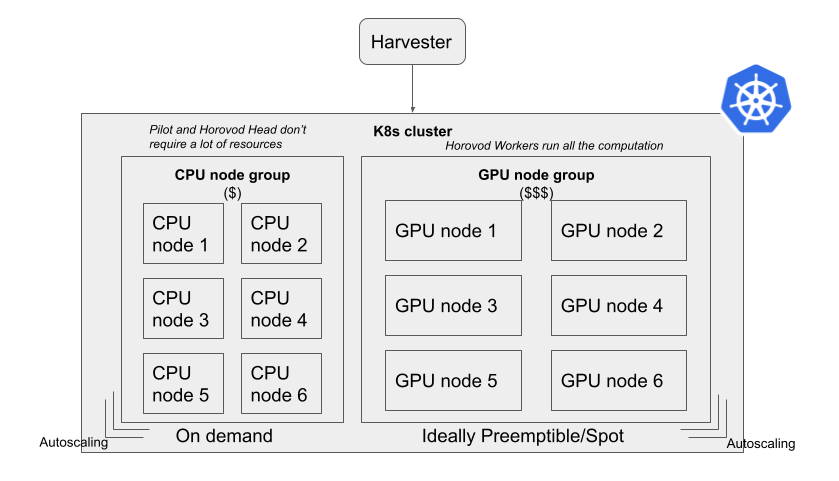 Harvester
Pilot and Horovod Head don't
require a lot of resources
K8s cluster
Horovod Workers run all the computation
CPU node group
($)
CPU
node 1
CPU
node 2
CPU
node 3
CPU
node 4
CPU
node 5
CPU
node 6
GPU node group
($$$)
GPU node 1
GPU node 2
GPU node 3
GPU node 4
GPU node 5
GPU node 6
Autoscaling
On demand
Ideally Preemptible/Spot
Autoscaling